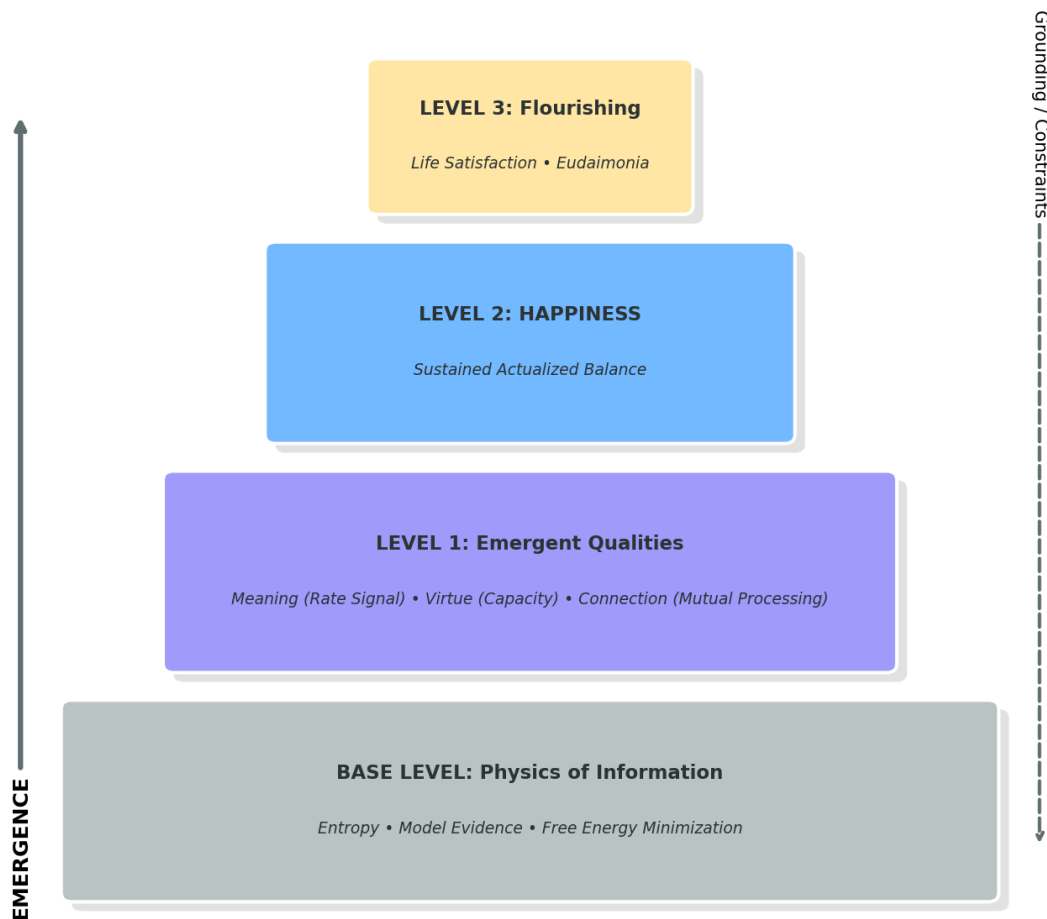 Grounding / Constraints
LEVEL 3: Flourishing
Life Satisfaction • Eudaimonia
LEVEL 2: HAPPINESS
Sustained Actualized Balance
LEVEL 1: Emergent Qualities
Meaning (Rate Signal) • Virtue (Capacity) • Connection (Mutual Processing)
BASE LEVEL: Physics of Information
Entropy • Model Evidence • Free Energy Minimization
EMERGENCE